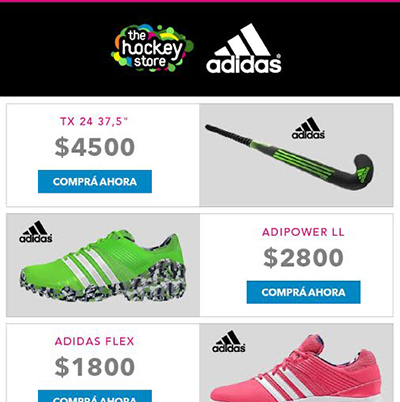 the
hockey
store
adidas
TX 24 37,5"
$4500
COMPRÁ AHORA
adidas
adidas
ADIPOWER LL
$2800
COMPRÁ AHORA
ADIDAS FLEX
$1800
COMPRÁ AHORA
adidas